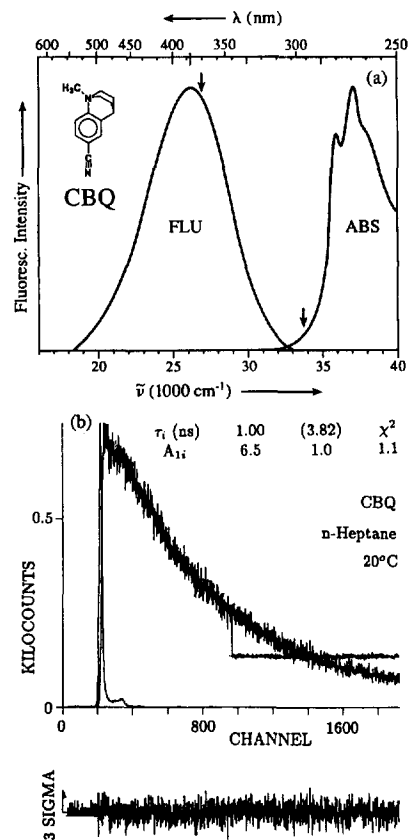 ← λ (nm)
600 500 450 400 350 300 250
(a)
H₃C
N
C
N
CBQ
FLU
ABS
Fluoresc. Intensity →
20 25 30 35 40
ν̃ (1000 cm⁻¹) →
(b)
τᵢ (ns) 1.00 (3.82) χ²
A₁ᵢ 6.5 1.0 1.1
CBQ
n-Heptane
20°C
0.5
KILOCOUNTS
0
0 800 1600
CHANNEL
3 SIGMA